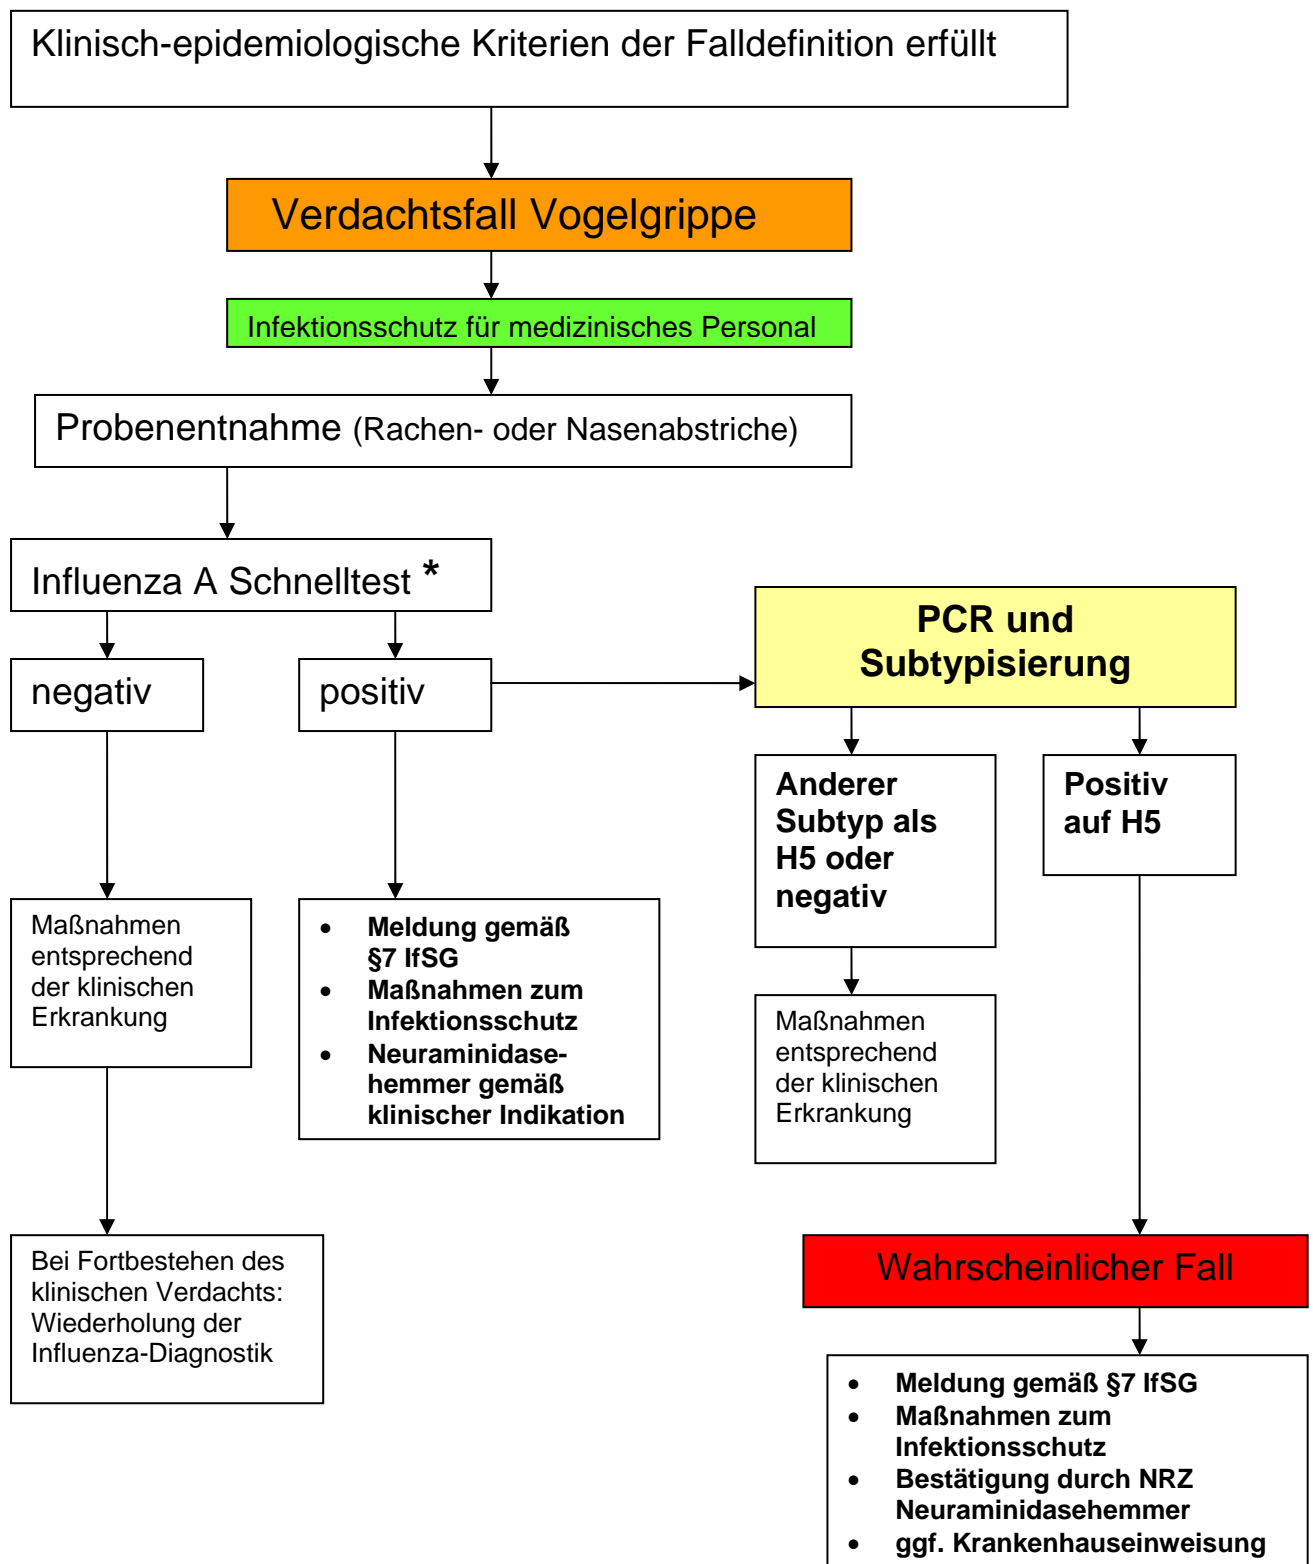 Klinisch-epidemiologische Kriterien der Falldefinition erfüllt
Verdachtsfall Vogelgrippe
Infektionsschutz für medizinisches Personal
Probenentnahme (Rachen- oder Nasenabstriche)
Influenza A Schnelltest *
negativ
positiv
PCR und
Subtypisierung
Anderer
Subtyp als
H5 oder
negativ
Positiv
auf H5
Maßnahmen
entsprechend
der klinischen
Erkrankung
• Meldung gemäß
§7 IfSG
• Maßnahmen zum
Infektionsschutz
• Neuraminidase-
hemmer gemäß
klinischer Indikation
Maßnahmen
entsprechend
der klinischen
Erkrankung
Bei Fortbestehen des
klinischen Verdachts:
Wiederholung der
Influenza-Diagnostik
Wahrscheinlicher Fall
• Meldung gemäß §7 IfSG
• Maßnahmen zum
Infektionsschutz
• Bestätigung durch NRZ
Neuraminidasehemmer
• ggf. Krankenhauseinweisung